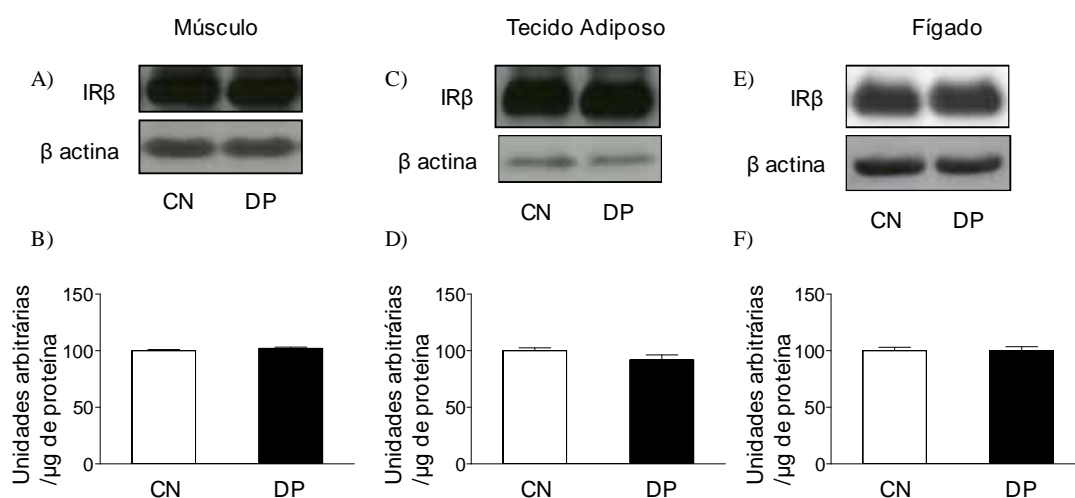 Músculo
Tecido Adiposo
Fígado
A)
IRβ
β actina
CN DP
C)
IRβ
β actina
CN DP
E)
IRβ
β actina
CN DP
B)
Unidades arbitrárias
/µg de proteína
150
100
50
0
CN DP
D)
Unidades arbitrárias
/µg de proteína
150
100
50
0
CN DP
F)
Unidades arbitrárias
/µg de proteína
150
100
50
0
CN DP